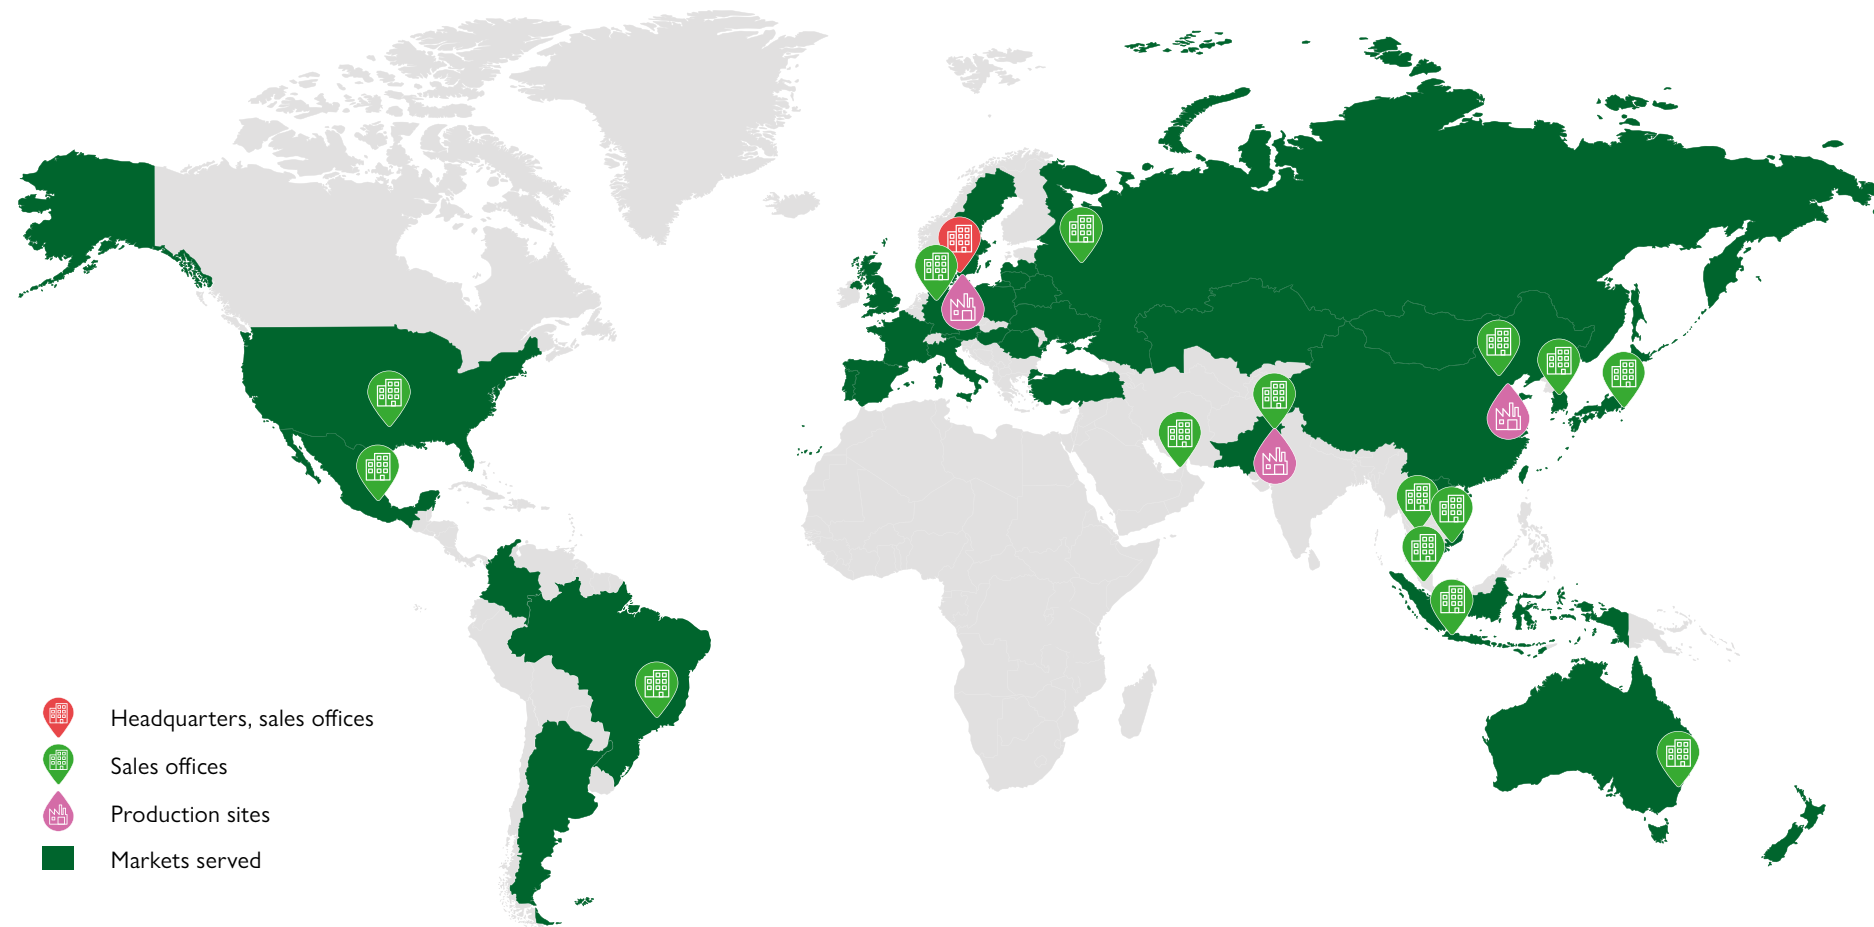 Headquarters, sales offices
Sales offices
Production sites
Markets served